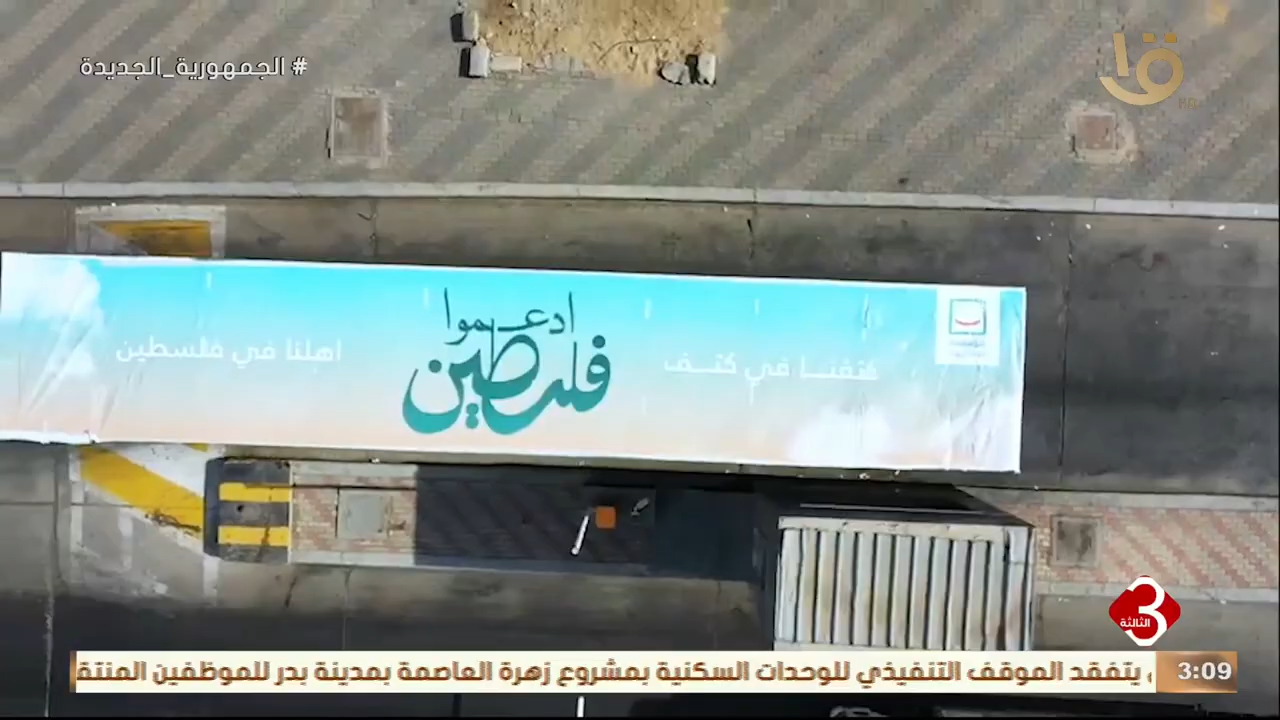 #الجمهورية_الجديدة
ادعموا
فلسطين
كتفنا في كتف
اهلنا في فلسطين
3
الثالثة
3:09
يتفقد الموقف التنفيذي للوحدات السكنية بمشروع زهرة العاصمة بمدينة بدر للموظفين المنتق